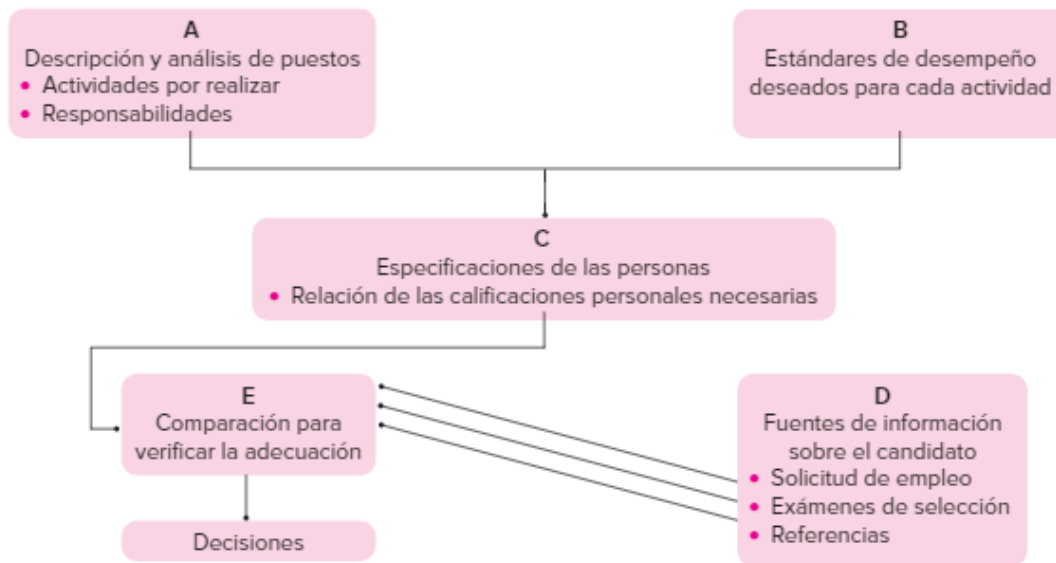 A
Descripción y análisis de puestos
• Actividades por realizar
• Responsabilidades
B
Estándares de desempeño
deseados para cada actividad
C
Especificaciones de las personas
• Relación de las calificaciones personales necesarias
E
Comparación para
verificar la adecuación
D
Fuentes de información
sobre el candidato
• Solicitud de empleo
• Exámenes de selección
• Referencias
Decisiones